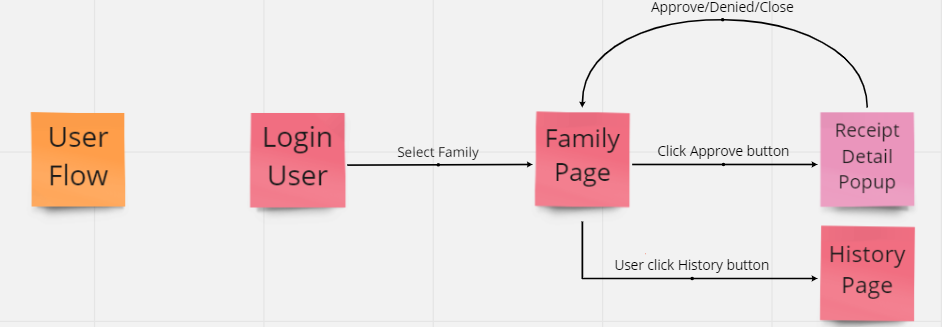 Approve/Denied/Close
User
Flow
Login
User
Select Family
Family
Page
Click Approve button
Receipt
Detail
Popup
User click History button
History
Page